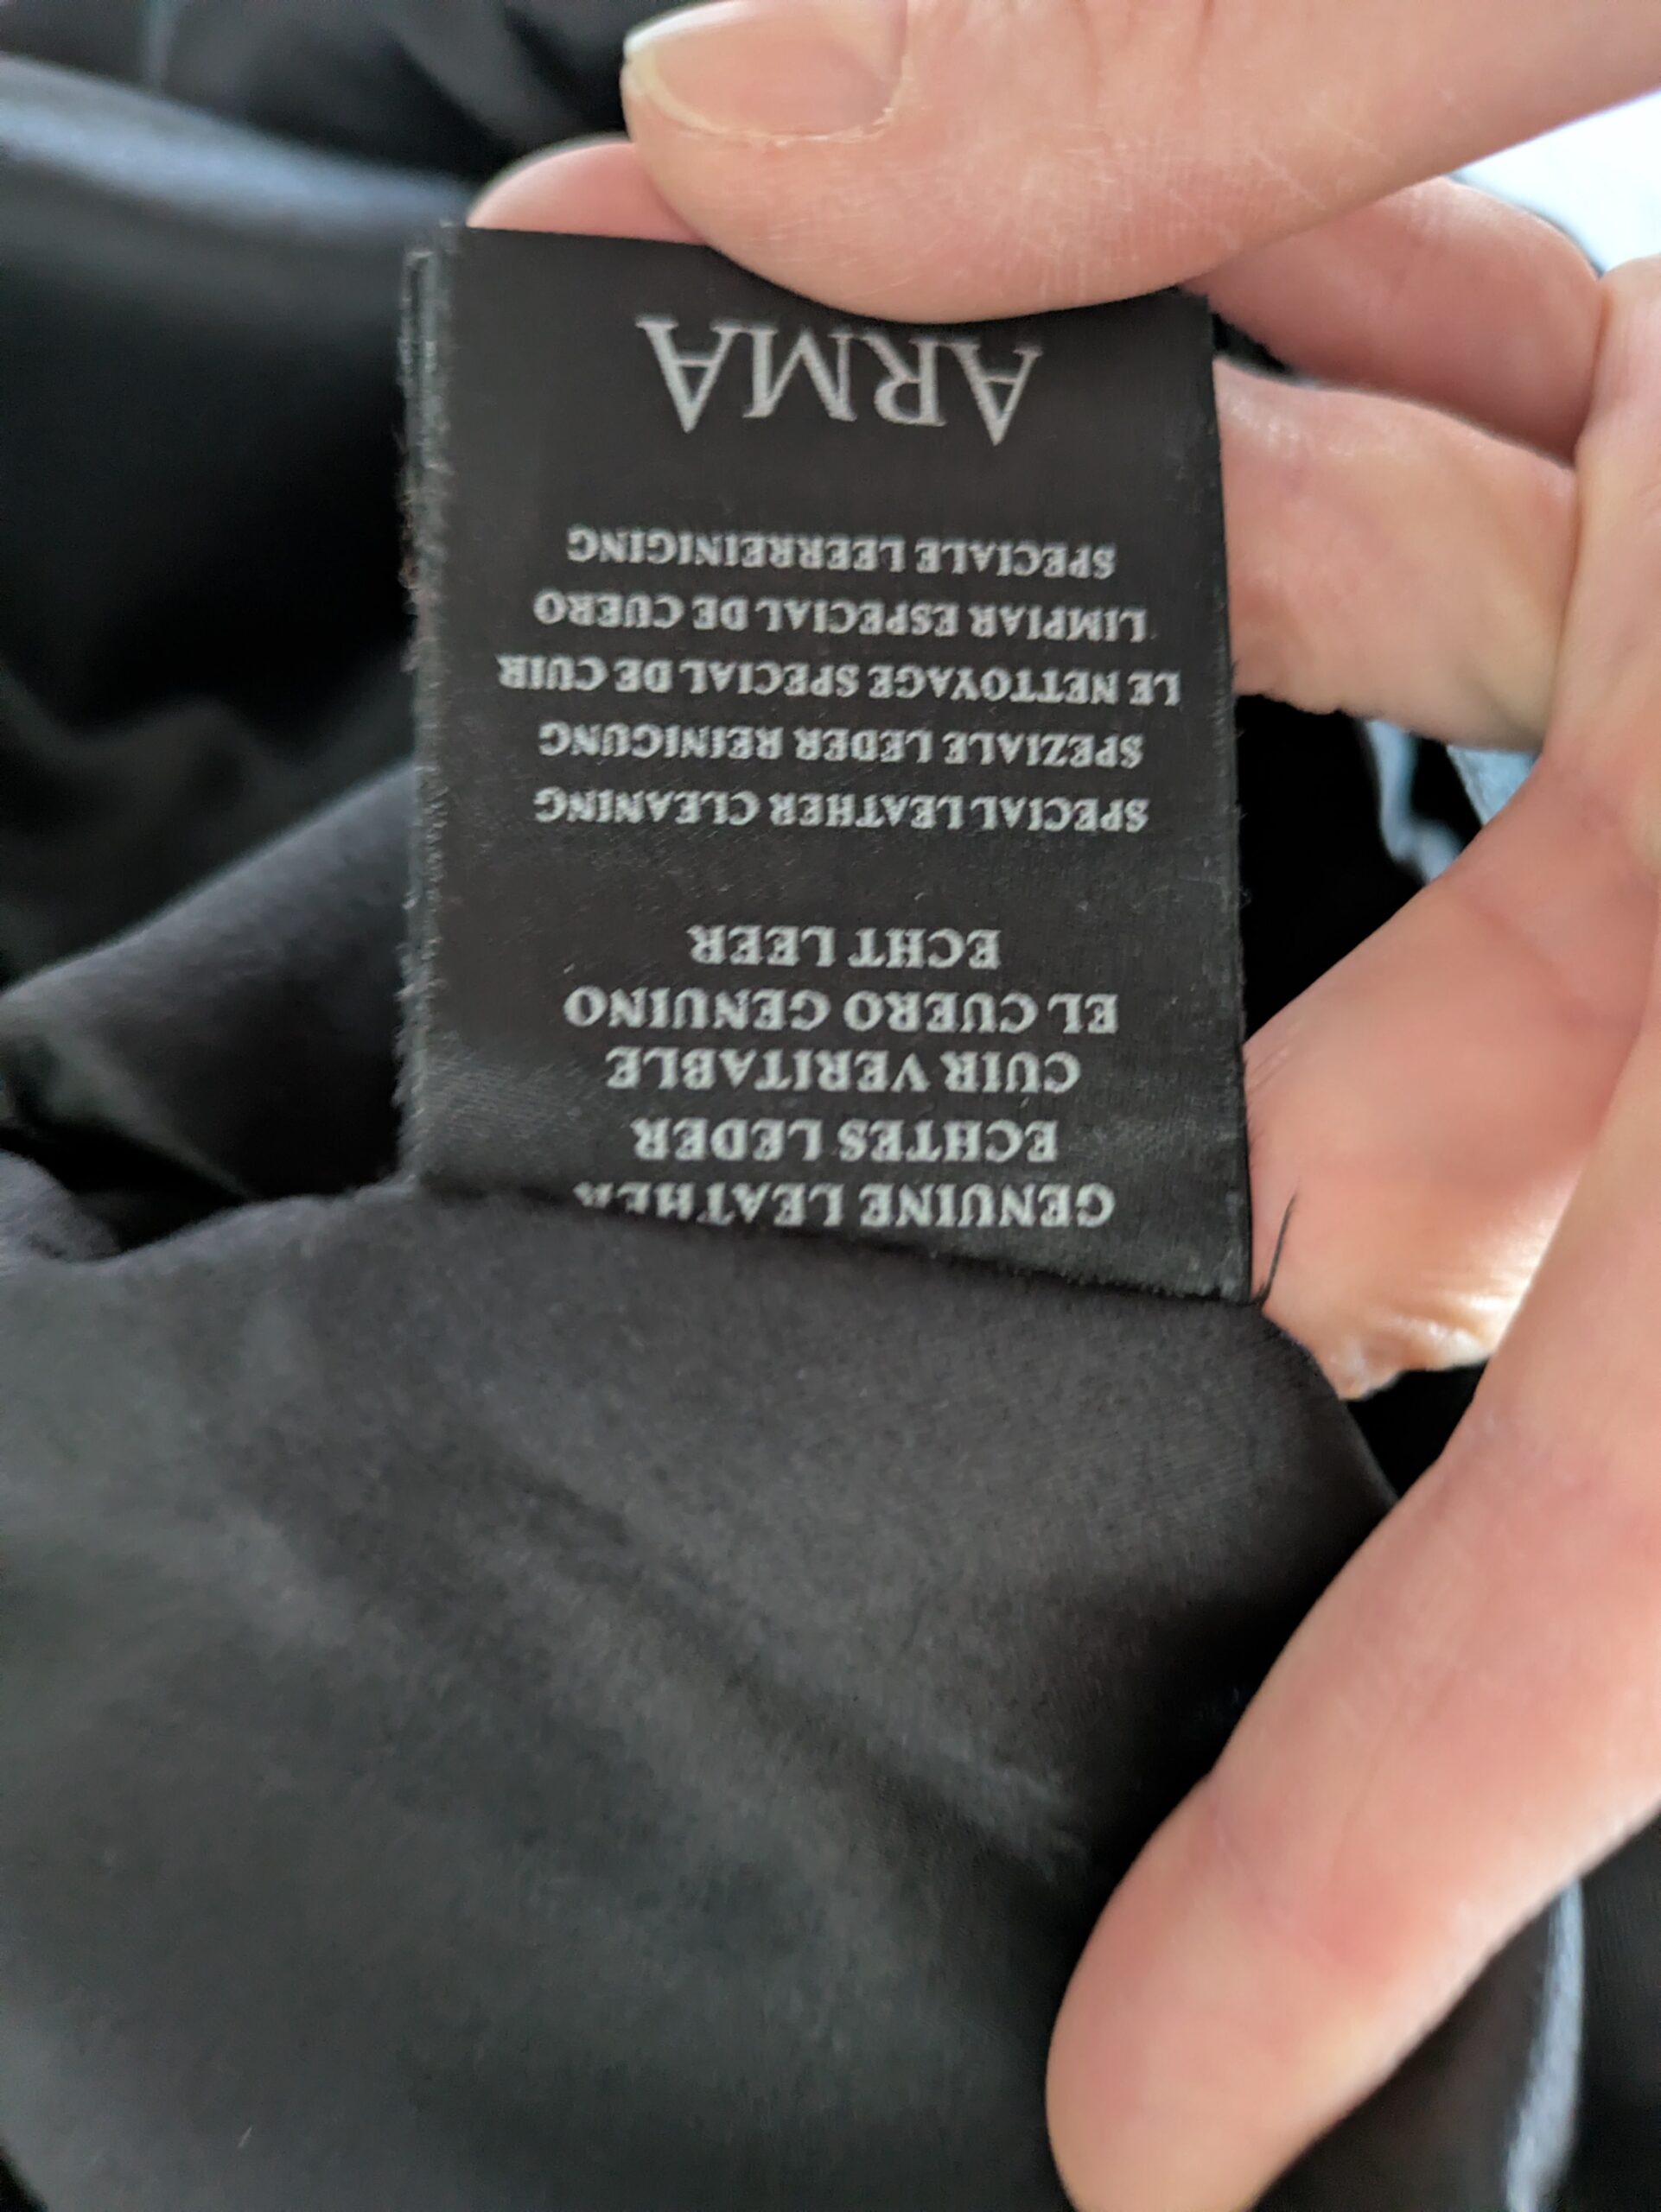 GENUINE LEATHER
ECHTES LEDER
CUIR VERITABLE
EL CUERO GENUINO
ECHT LEER
SPECIAL LEATHER CLEANING
SPEZIALE LEDER REINIGUNG
LE NETTOYAGE SPECIAL DE CUIR
LIMPIAR ESPECIAL DE CUERO
SPECIALE LEERREINIGING
ARMA